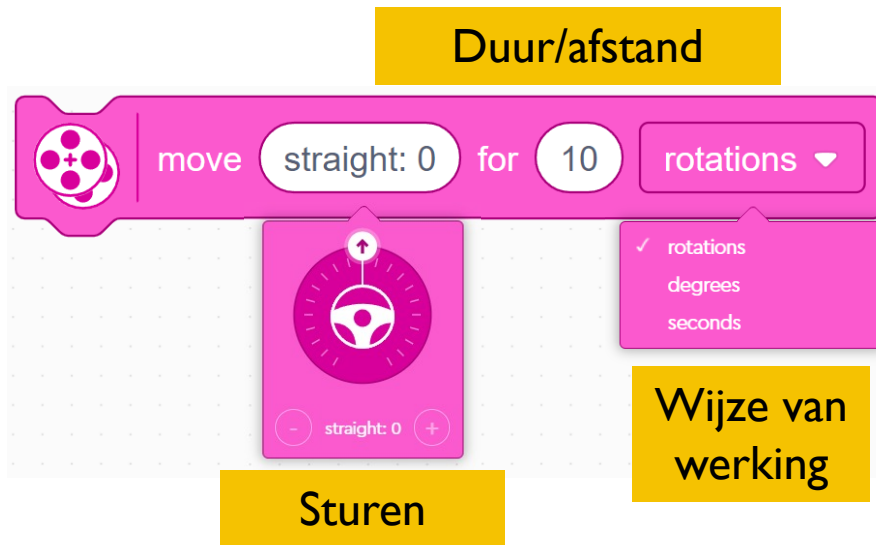 Duur/afstand
move straight: 0 for 10 rotations
✓ rotations
degrees
seconds
- straight: 0 +
Wijze van
werking
Sturen